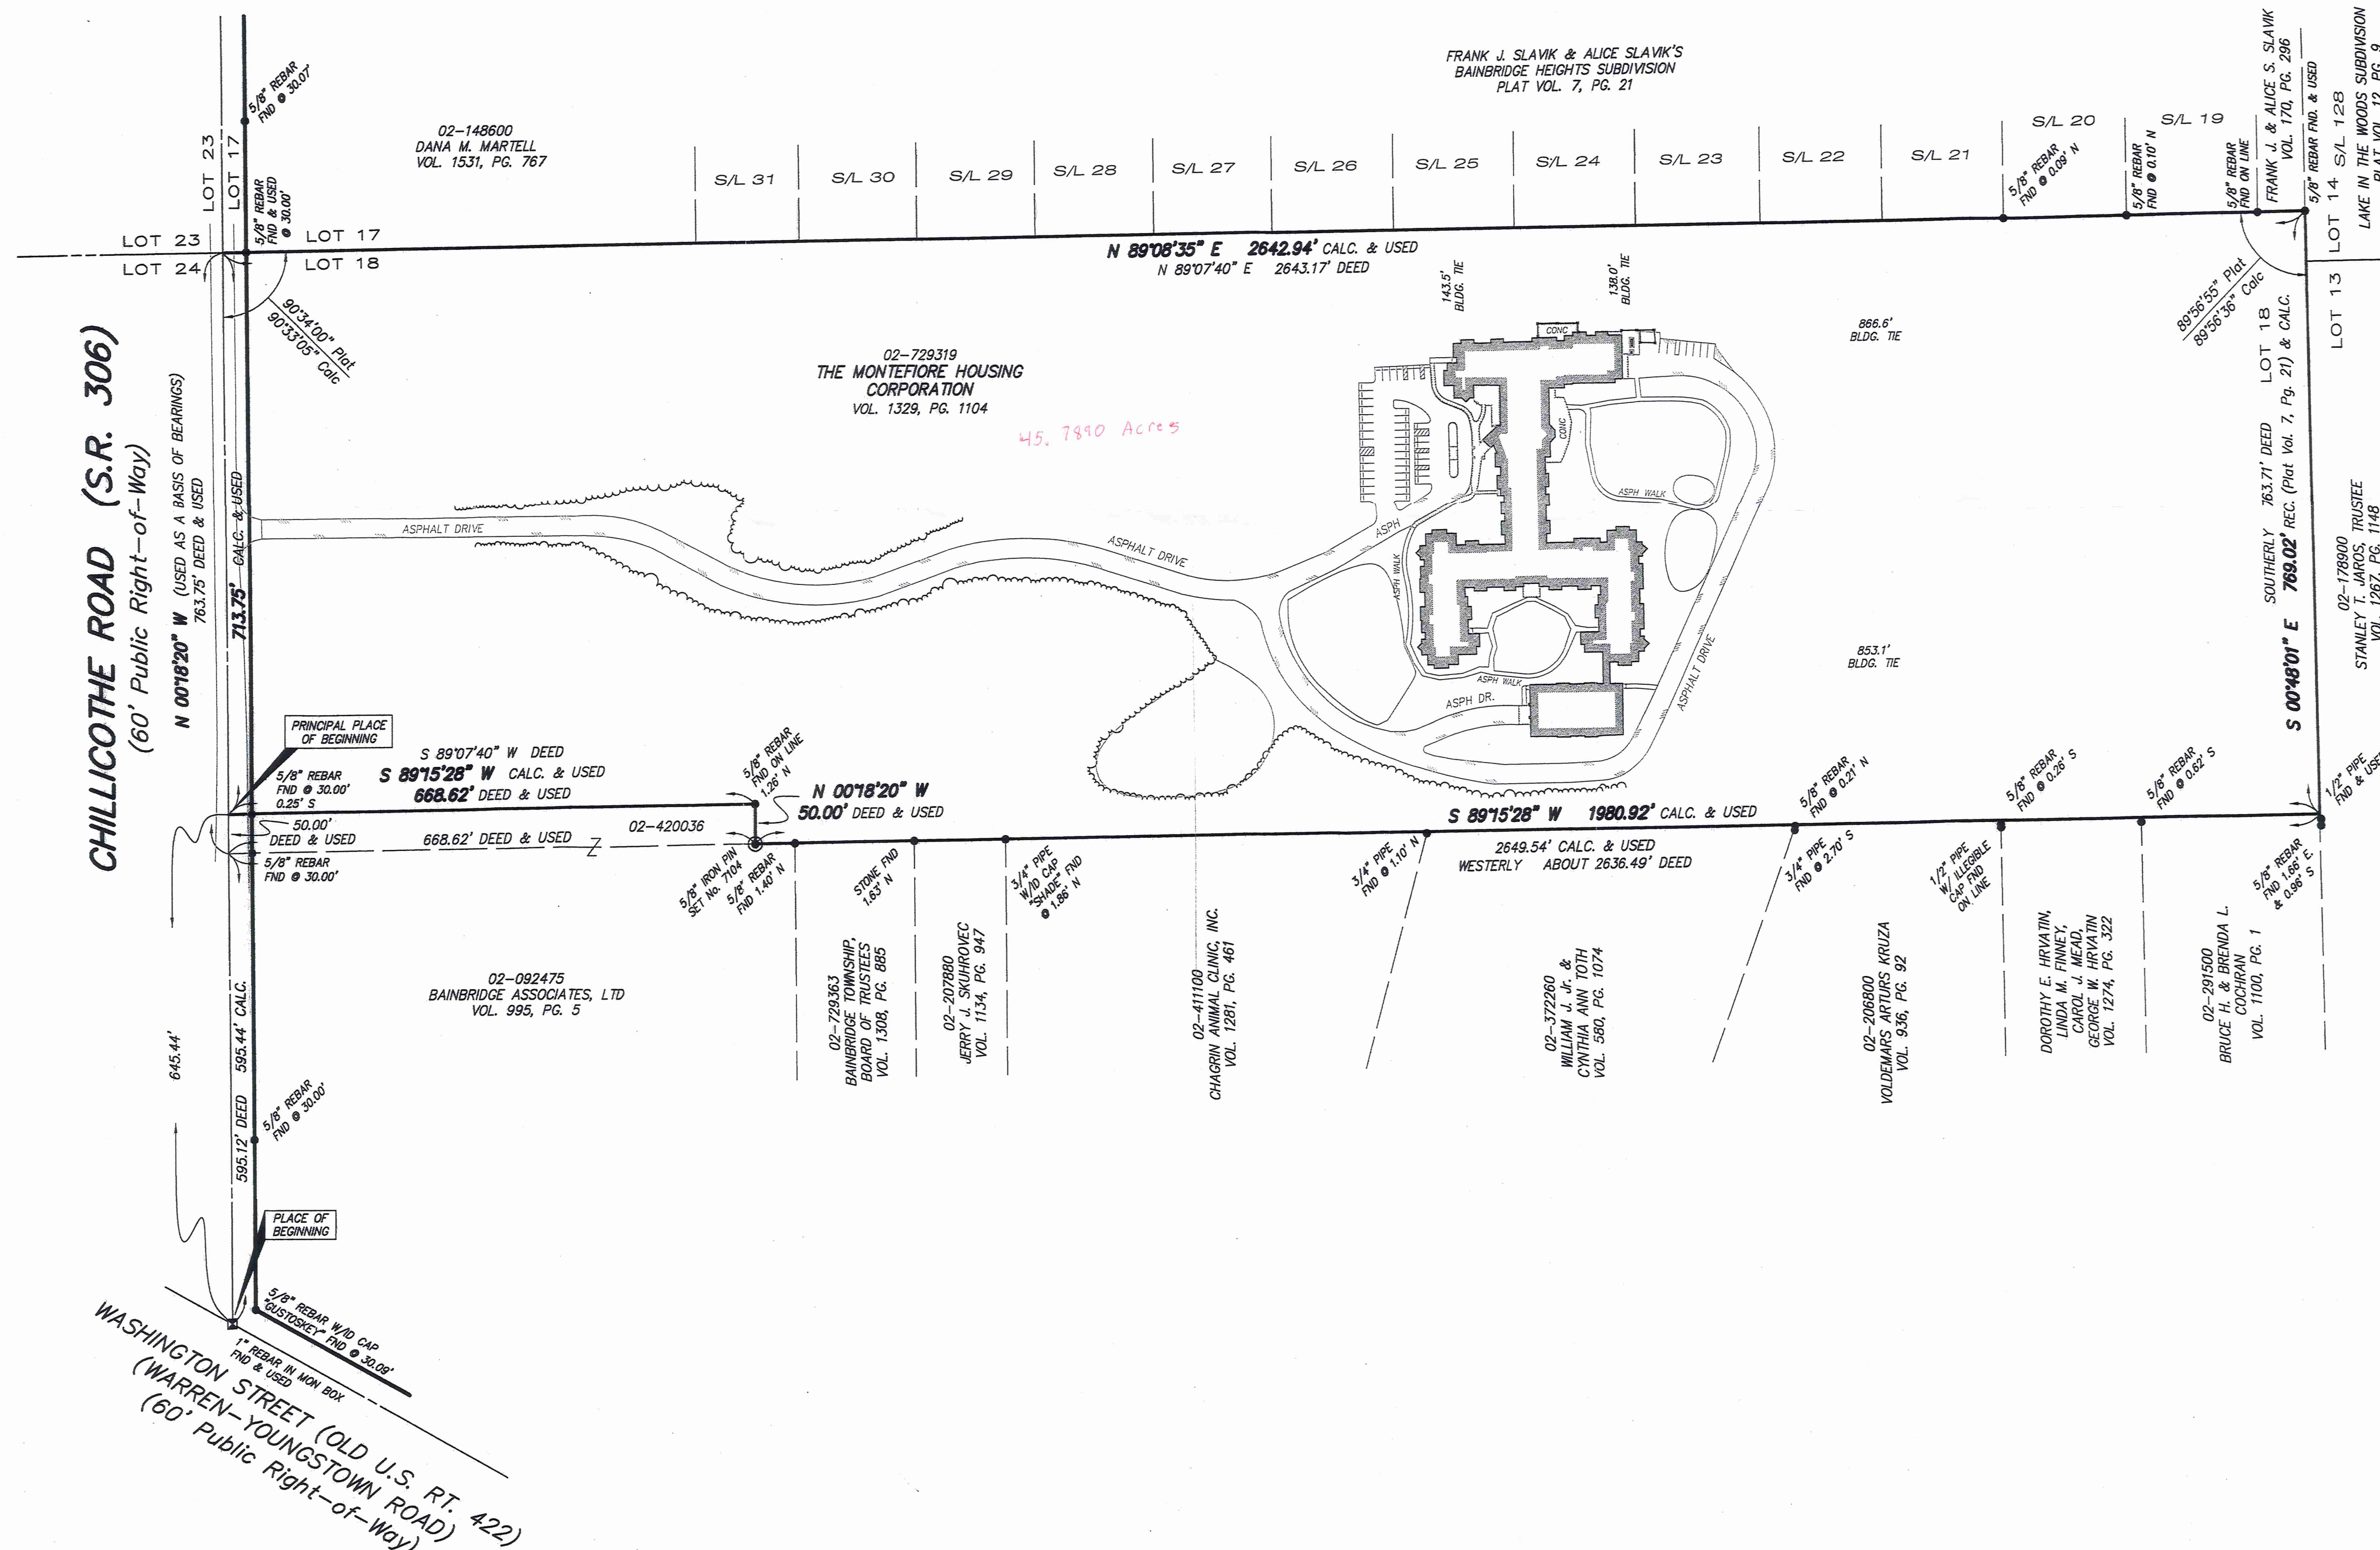 FRANK J. SLAVIK & ALICE SLAVIK'S
BAINBRIDGE HEIGHTS SUBDIVISION
PLAT VOL. 7, PG. 21
FRANK J. & ALICE S. SLAVIK
VOL. 170, PG. 296
5/8" REBAR FND. & USED
LOT 14 S/L 128
LAKE IN THE WOODS SUBDIVISION
5/8" REBAR
FND @ 30.07'
02-148600
DANA M. MARTELL
VOL. 1531, PG. 767
LOT 23
LOT 17
5/8" REBAR
FND & USED
@ 30.00'
S/L 31
S/L 30
S/L 29
S/L 28
S/L 27
S/L 26
S/L 25
S/L 24
S/L 23
S/L 22
S/L 21
S/L 20
S/L 19
5/8" REBAR
FND @ 0.09' N
5/8" REBAR
FND @ 0.10' N
5/8" REBAR
FND ON LINE
LOT 23
LOT 17
LOT 24
LOT 18
N 89°08'35" E 2642.94' CALC. & USED
N 89°07'40" E 2643.17' DEED
90°34'00" Plat
90°33'05" Calc
143.5'
BLDG. TIE
138.0'
BLDG. TIE
866.6'
BLDG. TIE
89°56'55" Plat
89°56'36" Calc
LOT 13
CHILLICOTHE ROAD (S.R. 306)
(60' Public Right-of-Way)
N 00°18'20" W (USED AS A BASIS OF BEARINGS)
763.75' DEED & USED
713.75' CALC. & USED
02-729319
THE MONTEFIORE HOUSING
CORPORATION
VOL. 1329, PG. 1104
45. 7890 Acres
CONC
CONC
ASPH WALK
ASPHALT DRIVE
ASPHALT DRIVE
ASPH
ASPH WALK
ASPH WALK
ASPH DR.
ASPHALT DRIVE
853.1'
BLDG. TIE
SOUTHERLY 763.71' DEED LOT 18
S 00°48'01" E 769.02' REC. (Plat Vol. 7, Pg. 21) & CALC.
02-178900
STANLEY T. JAROS, TRUSTEE
VOL. 1267, PG. 1148
PRINCIPAL PLACE
OF BEGINNING
5/8" REBAR
FND @ 30.00'
0.25' S
S 89°07'40" W DEED
S 89°15'28" W CALC. & USED
668.62' DEED & USED
5/8" REBAR
FND ON LINE
1.26' N
N 00°18'20" W
50.00' DEED & USED
50.00'
DEED & USED
668.62' DEED & USED
Z
02-420036
5/8" REBAR
FND @ 30.00'
S 89°15'28" W 1980.92' CALC. & USED
2649.54' CALC. & USED
WESTERLY ABOUT 2636.49' DEED
5/8" REBAR
FND @ 0.21' N
5/8" REBAR
FND @ 0.26' S
5/8" REBAR
FND @ 0.62' S
1/2" PIPE
FND & USED
5/8" IRON PIN
SET No. 7104
5/8" REBAR
FND 1.40' N
STONE FND
1.63' N
3/4" PIPE
W/ID CAP
"SHADE" FND
@ 1.86' N
3/4" PIPE
FND @ 1.10' N
3/4" PIPE
FND @ 2.70' S
1/2" PIPE
W/ ILLEGIBLE
CAP FND
ON LINE
5/8" REBAR
FND 1.66' E.
& 0.96' S
02-092475
BAINBRIDGE ASSOCIATES, LTD
VOL. 995, PG. 5
02-729363
BAINBRIDGE TOWNSHIP,
BOARD OF TRUSTEES
VOL. 1308, PG. 885
02-207880
JERRY J. SKUHROVEC
VOL. 1134, PG. 947
02-411100
CHAGRIN ANIMAL CLINIC, INC.
VOL. 1281, PG. 461
02-372260
WILLIAM J. Jr. &
CYNTHIA ANN TOTH
VOL. 580, PG. 1074
02-206800
VOLDEMARS ARTURS KRUZA
VOL. 936, PG. 92
DOROTHY E. HRVATIN,
LINDA M. FINNEY,
CAROL J. MEAD,
GEORGE W. HRVATIN
VOL. 1274, PG. 322
02-291500
BRUCE H. & BRENDA L.
COCHRAN
VOL. 1100, PG. 1
645.44'
595.12' DEED 595.44' CALC.
5/8" REBAR
FND @ 30.00'
PLACE OF
BEGINNING
5/8" REBAR W/ID CAP
"GUSTOSKEY" FND @ 30.09'
1" REBAR IN MON BOX
FND & USED
WASHINGTON STREET (OLD U.S. RT. 422)
(WARREN-YOUNGSTOWN ROAD)
(60' Public Right-of-Way)